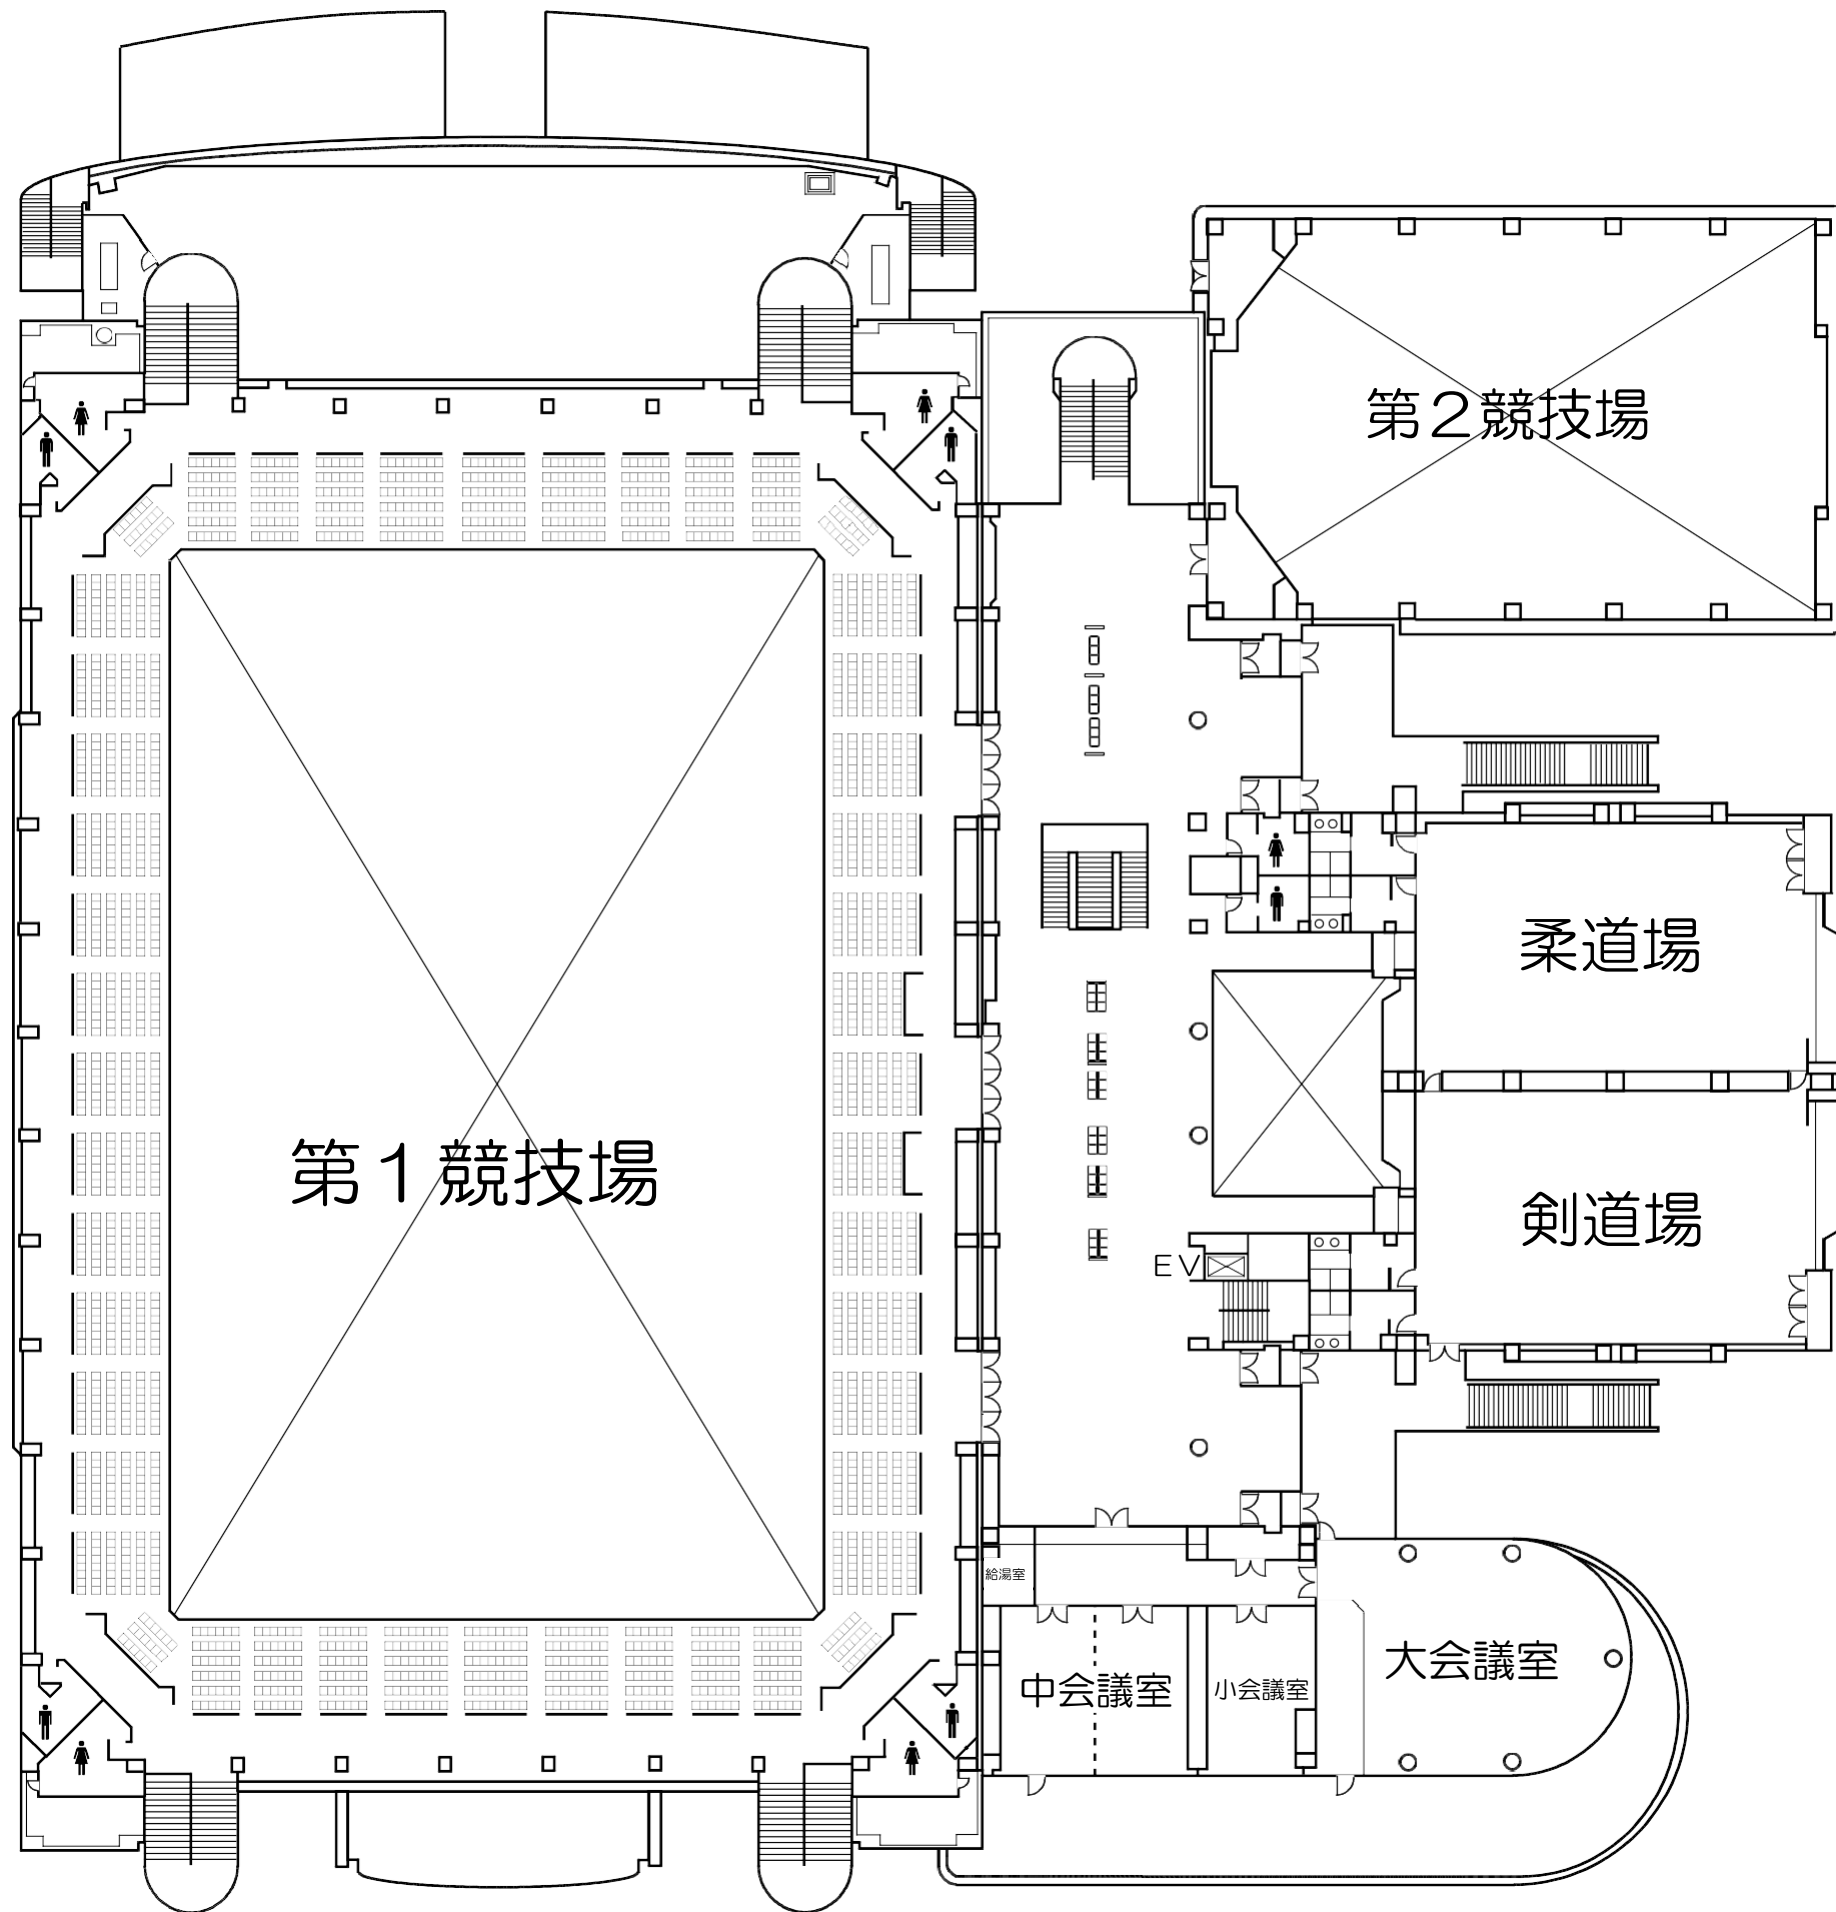 第２競技場
柔道場
第１競技場
剣道場
ＥＶ
給湯室
中会議室
小会議室
大会議室